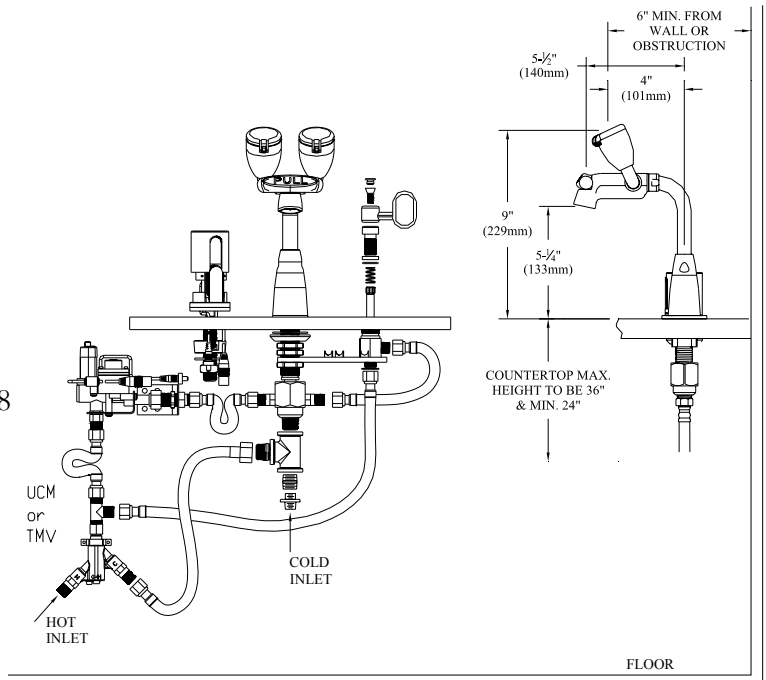 6" MIN. FROM
WALL OR
OBSTRUCTION
5-½"
(140mm)
4"
(101mm)
PULL
9"
(229mm)
5-¼"
(133mm)
COUNTERTOP MAX.
HEIGHT TO BE 36"
& MIN. 24"
8
UCM
or
TMV
H
C
COLD
INLET
HOT
INLET
FLOOR